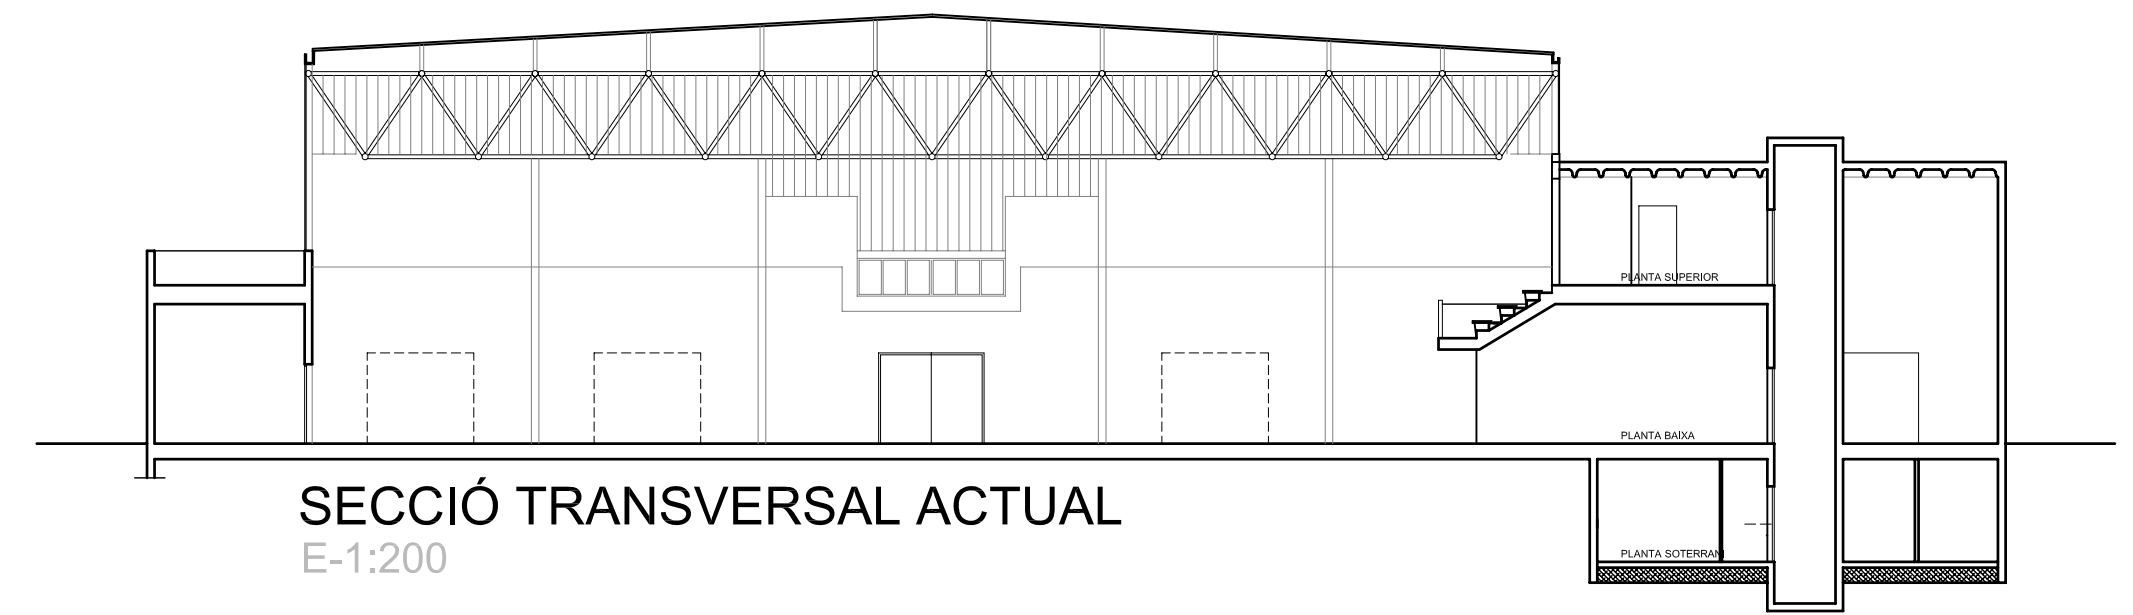 PLANTA SUPERIOR
PLANTA BAIXA
SECCIÓ TRANSVERSAL ACTUAL
E-1:200
PLANTA SOTERRANI